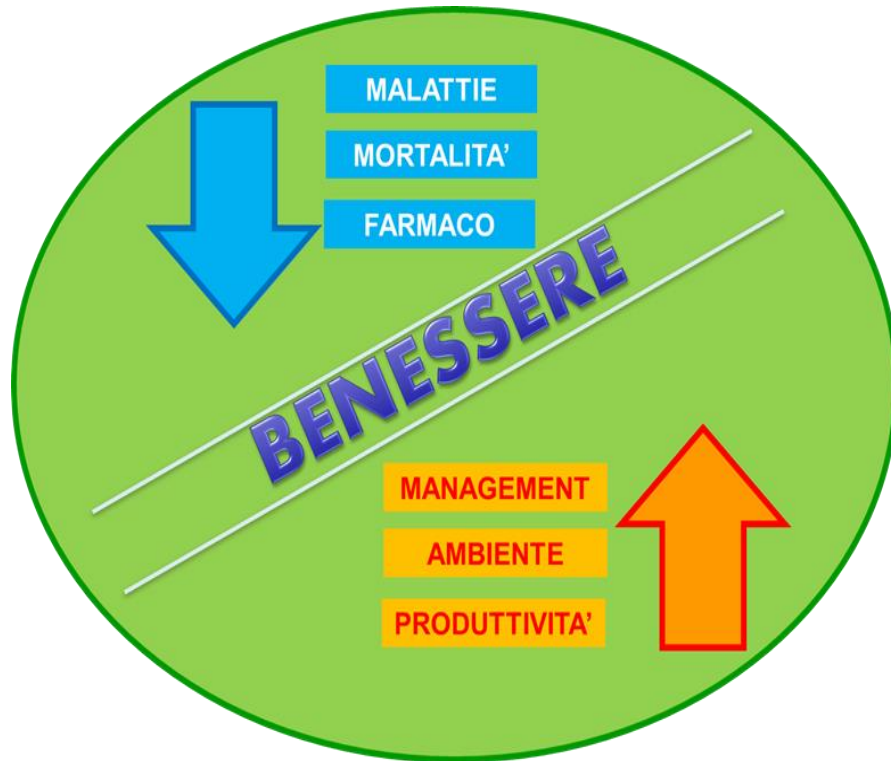 MALATTIE
MORTALITA'
FARMACO
BENESSERE
MANAGEMENT
AMBIENTE
PRODUTTIVITA'